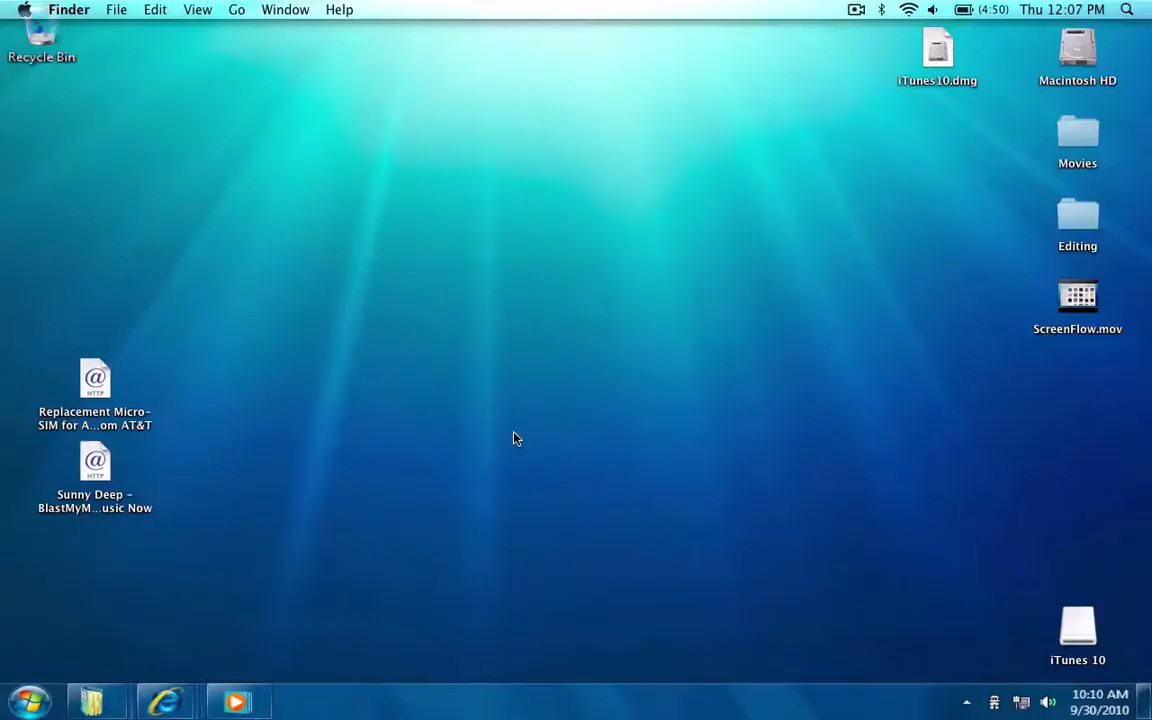 Finder File Edit View Go Window Help (4:50) Thu 12:07 PM
Recycle Bin
iTunes10.dmg
Macintosh HD
Movies
Editing
ScreenFlow.mov
@
HTTP
Replacement Micro-
SIM for A...om AT&T
@
HTTP
Sunny Deep -
BlastMyM...usic Now
iTunes 10
10:10 AM
9/30/2010